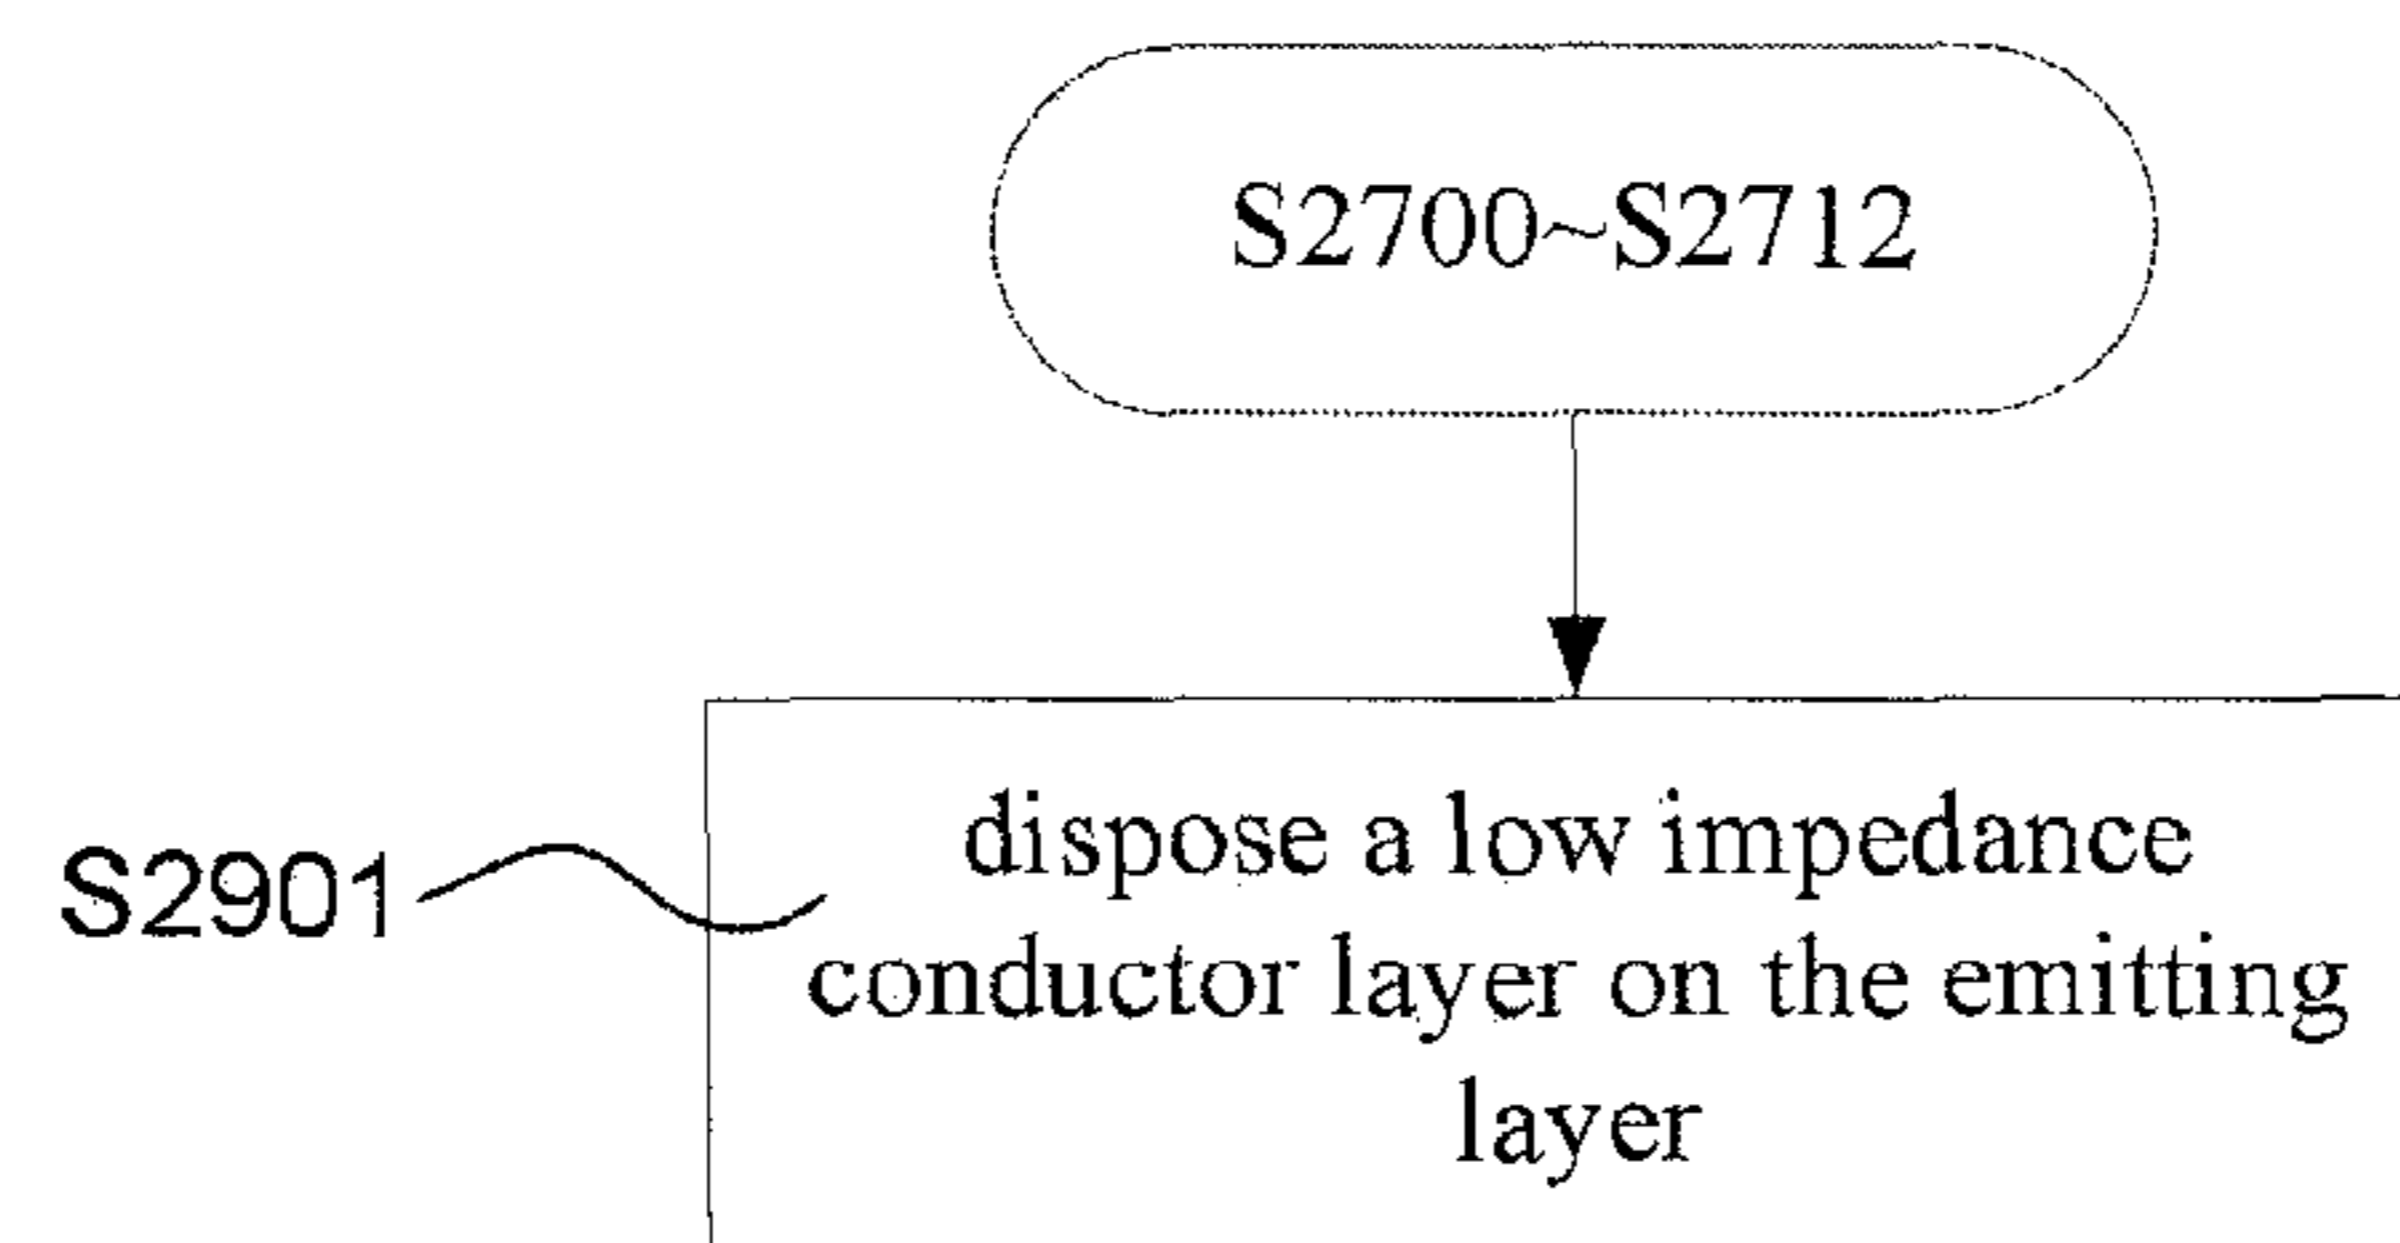 S2700~S2712
dispose a low impedance
S2901
conductor layer on the emitting
layer